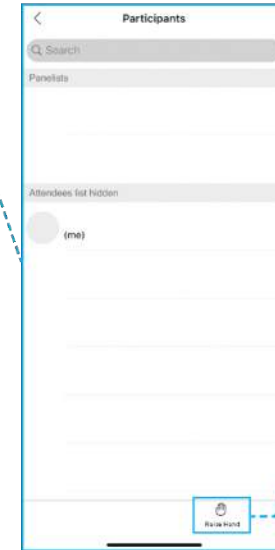 Participants
Search
Panelists
Attendees list hidden
(me)
Raise Hand